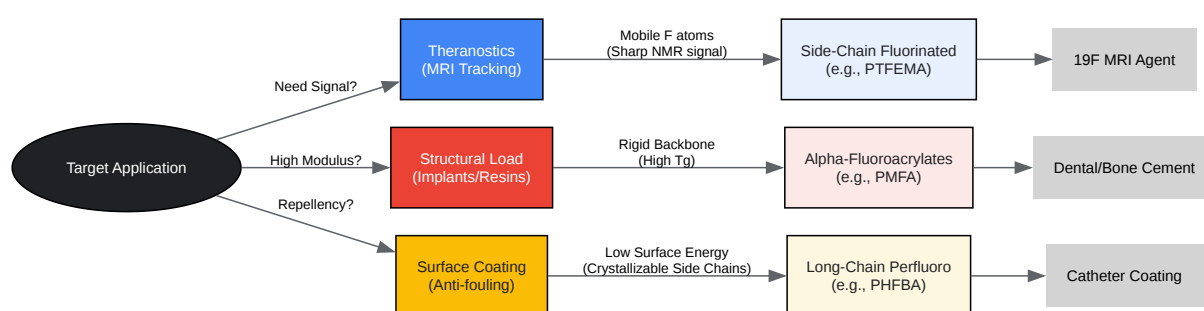 Target Application
Need Signal?
High Modulus?
Repellency?
Theranostics
(MRI Tracking)
Mobile F atoms
(Sharp NMR signal)
Side-Chain Fluorinated
(e.g., PTFEMA)
19F MRI Agent
Structural Load
(Implants/Resins)
Rigid Backbone
(High Tg)
Alpha-Fluoroacrylates
(e.g., PMFA)
Dental/Bone Cement
Surface Coating
(Anti-fouling)
Low Surface Energy
(Crystallizable Side Chains)
Long-Chain Perfluoro
(e.g., PHFBA)
Catheter Coating